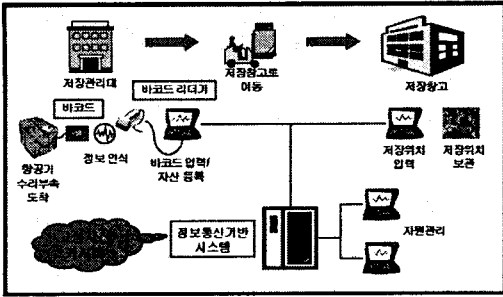 저장관리대
저장창고로
이동
저장창고
바코드
바코드 리더기
정보 인식
바코드 입력/
자산 등록
저장위치
입력
저장위치
보관
항공기
수리부속
도착
정보통신기반
시스템
자원관리